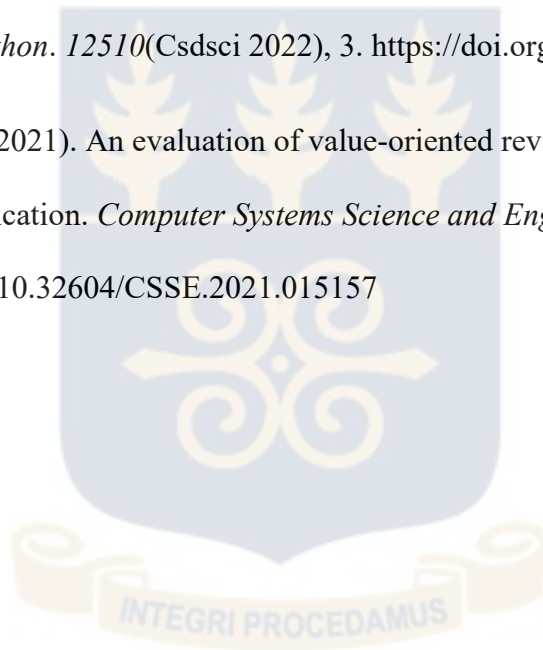 thon. 12510(Csdsci 2022), 3. https://doi.org
2021). An evaluation of value-oriented rev
ication. Computer Systems Science and Eng
10.32604/CSSE.2021.015157
INTEGRI PROCEDAMUS